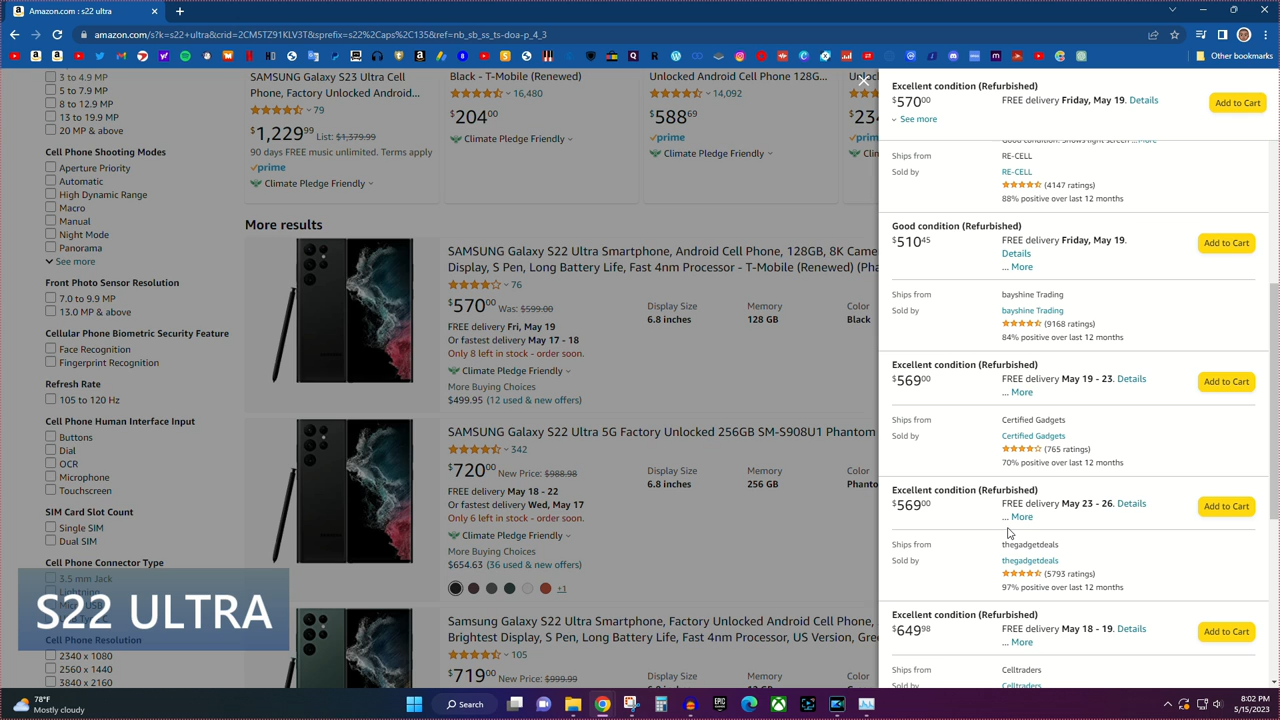 Amazon.com : s22 ultra
amazon.com/s?k=s22+ultra&crid=2CM5TZ91KLV3T&sprefix=s22%2Caps%2C135&ref=nb_sb_ss_ts-doa-p_4_3
Other bookmarks
3 to 4.9 MP
5 to 7.9 MP
8 to 12.9 MP
13 to 19.9 MP
20 MP & above
Cell Phone Shooting Modes
Aperture Priority
Automatic
High Dynamic Range
Macro
Manual
Night Mode
Panorama
See more
Front Photo Sensor Resolution
7.0 to 9.9 MP
13.0 MP & above
Cellular Phone Biometric Security Feature
Face Recognition
Fingerprint Recognition
Refresh Rate
105 to 120 Hz
Cell Phone Human Interface Input
Buttons
Dial
OCR
Microphone
Touchscreen
SIM Card Slot Count
Single SIM
Dual SIM
Cell Phone Connector Type
3.5 mm Jack
Lightning
S22 ULTRA
Cell Phone Resolution
2340 x 1080
2560 x 1440
3840 x 2160
SAMSUNG Galaxy S23 Ultra Cell
Phone, Factory Unlocked Android...
79
$1,229.99 List: $1,379.99
90 days FREE music unlimited. Terms apply
prime
Climate Pledge Friendly
Black - T-Mobile (Renewed)
16,480
$204.00
Climate Pledge Friendly
Unlocked Android Cell Phone 128G...
14,092
$588.69
prime
Climate Pledge Friendly
More results
SAMSUNG Galaxy S22 Ultra Smartphone, Android Cell Phone, 128GB, 8K Camera
Display, S Pen, Long Battery Life, Fast 4nm Processor - T-Mobile (Renewed) (Pha
76
$570.00 Was: $599.00
FREE delivery Fri, May 19
Or fastest delivery May 17 - 18
Only 8 left in stock - order soon.
Climate Pledge Friendly
More Buying Choices
$499.95 (12 used & new offers)
Display Size
6.8 inches
Memory
128 GB
Color
Black
SAMSUNG Galaxy S22 Ultra 5G Factory Unlocked 256GB SM-S908U1 Phantom
342
$720.00 New Price: $988.98
FREE delivery May 18 - 22
Or fastest delivery Wed, May 17
Only 6 left in stock - order soon.
Climate Pledge Friendly
More Buying Choices
$654.63 (36 used & new offers)
+1
Display Size
6.8 inches
Memory
256 GB
Color
Phanto
Samsung Galaxy S22 Ultra, Factory Unlocked Android Cell Phone,
Brightest Display, S Pen, Long Battery Life, Fast 4nm Processor, US Version, Gre
105
$719.00 New Price: $999.99
Excellent condition (Refurbished)
$570.00
FREE delivery Friday, May 19. Details
Add to Cart
See more
Good condition: Shows light screen ...More
Ships from RE-CELL
Sold by RE-CELL
(4147 ratings)
88% positive over last 12 months
Good condition (Refurbished)
$510.45
FREE delivery Friday, May 19.
Details
... More
Add to Cart
Ships from bayshine Trading
Sold by bayshine Trading
(9168 ratings)
84% positive over last 12 months
Excellent condition (Refurbished)
$569.00
FREE delivery May 19 - 23. Details
... More
Add to Cart
Ships from Certified Gadgets
Sold by Certified Gadgets
(765 ratings)
70% positive over last 12 months
Excellent condition (Refurbished)
$569.00
FREE delivery May 23 - 26. Details
... More
Add to Cart
Ships from thegadgetdeals
Sold by thegadgetdeals
(5793 ratings)
97% positive over last 12 months
Excellent condition (Refurbished)
$649.98
FREE delivery May 18 - 19. Details
... More
Add to Cart
Ships from Celltraders
Sold by Celltraders
78°F
Mostly cloudy
Search
8:02 PM
5/15/2023